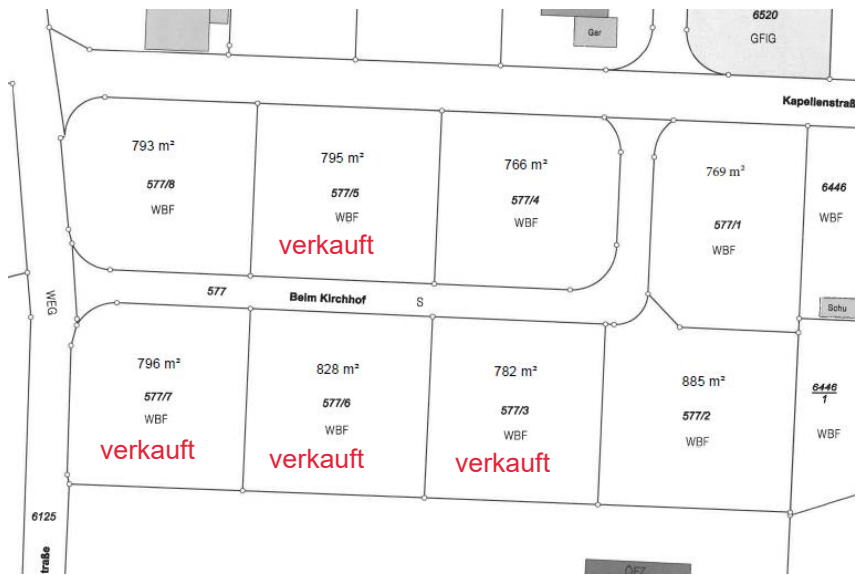 6520
GFIG
Gar
Kapellenstraß
793 m²
577/8
WBF
795 m²
577/5
WBF
verkauft
766 m²
577/4
WBF
769 m²
577/1
WBF
6446
WBF
WEG
577
Beim Kirchhof
S
Schu
796 m²
577/7
WBF
verkauft
828 m²
577/6
WBF
verkauft
782 m²
577/3
WBF
verkauft
885 m²
577/2
WBF
6446
1
WBF
6125
traße